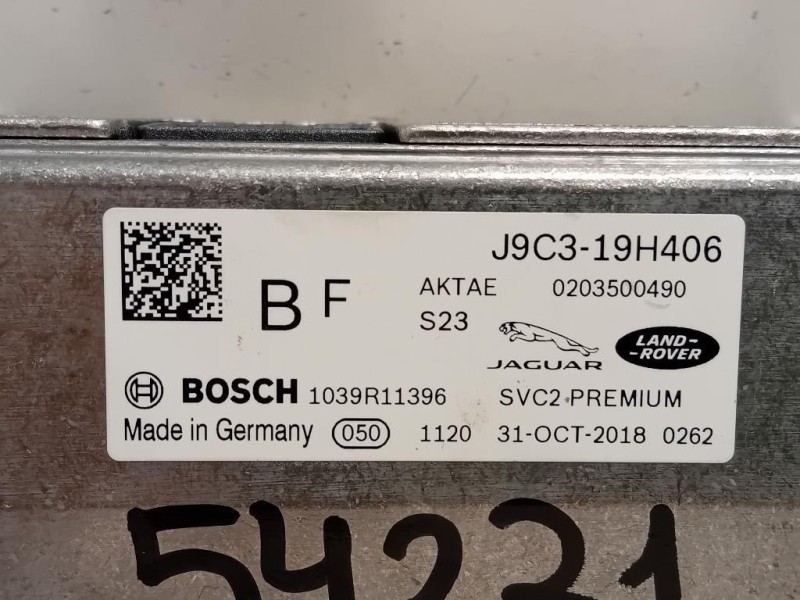 J9C3-19H406
B F
AKTAE 0203500490
S23
JAGUAR
LAND-
-ROVER
BOSCH 1039R11396 SVC2-PREMIUM
Made in Germany 050 1120 31-OCT-2018 0262
54231